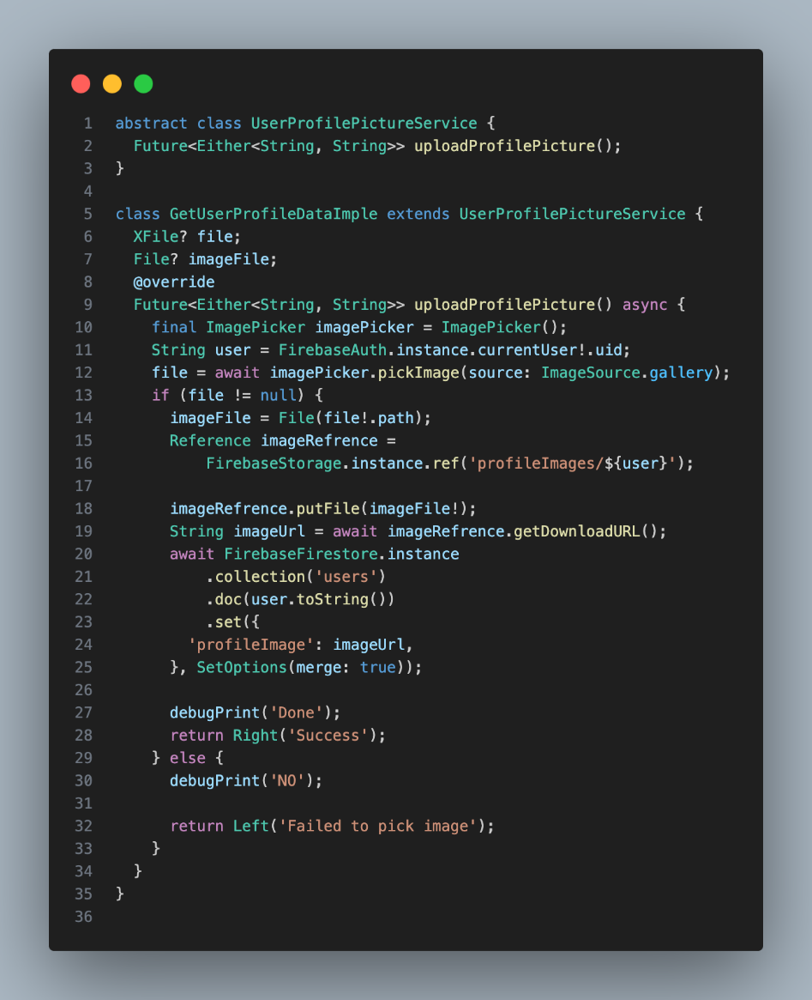 1 abstract class UserProfilePictureService {
2   Future<Either<String, String>> uploadProfilePicture();
3 }
4
5 class GetUserProfileDataImple extends UserProfilePictureService {
6   XFile? file;
7   File? imageFile;
8   @override
9   Future<Either<String, String>> uploadProfilePicture() async {
10     final ImagePicker imagePicker = ImagePicker();
11     String user = FirebaseAuth.instance.currentUser!.uid;
12     file = await imagePicker.pickImage(source: ImageSource.gallery);
13     if (file != null) {
14       imageFile = File(file!.path);
15       Reference imageRefrence =
16           FirebaseStorage.instance.ref('profileImages/${user}');
17
18       imageRefrence.putFile(imageFile!);
19       String imageUrl = await imageRefrence.getDownloadURL();
20       await FirebaseFirestore.instance
21           .collection('users')
22           .doc(user.toString())
23           .set({
24         'profileImage': imageUrl,
25       }, SetOptions(merge: true));
26
27       debugPrint('Done');
28       return Right('Success');
29     } else {
30       debugPrint('NO');
31
32       return Left('Failed to pick image');
33     }
34   }
35 }
36